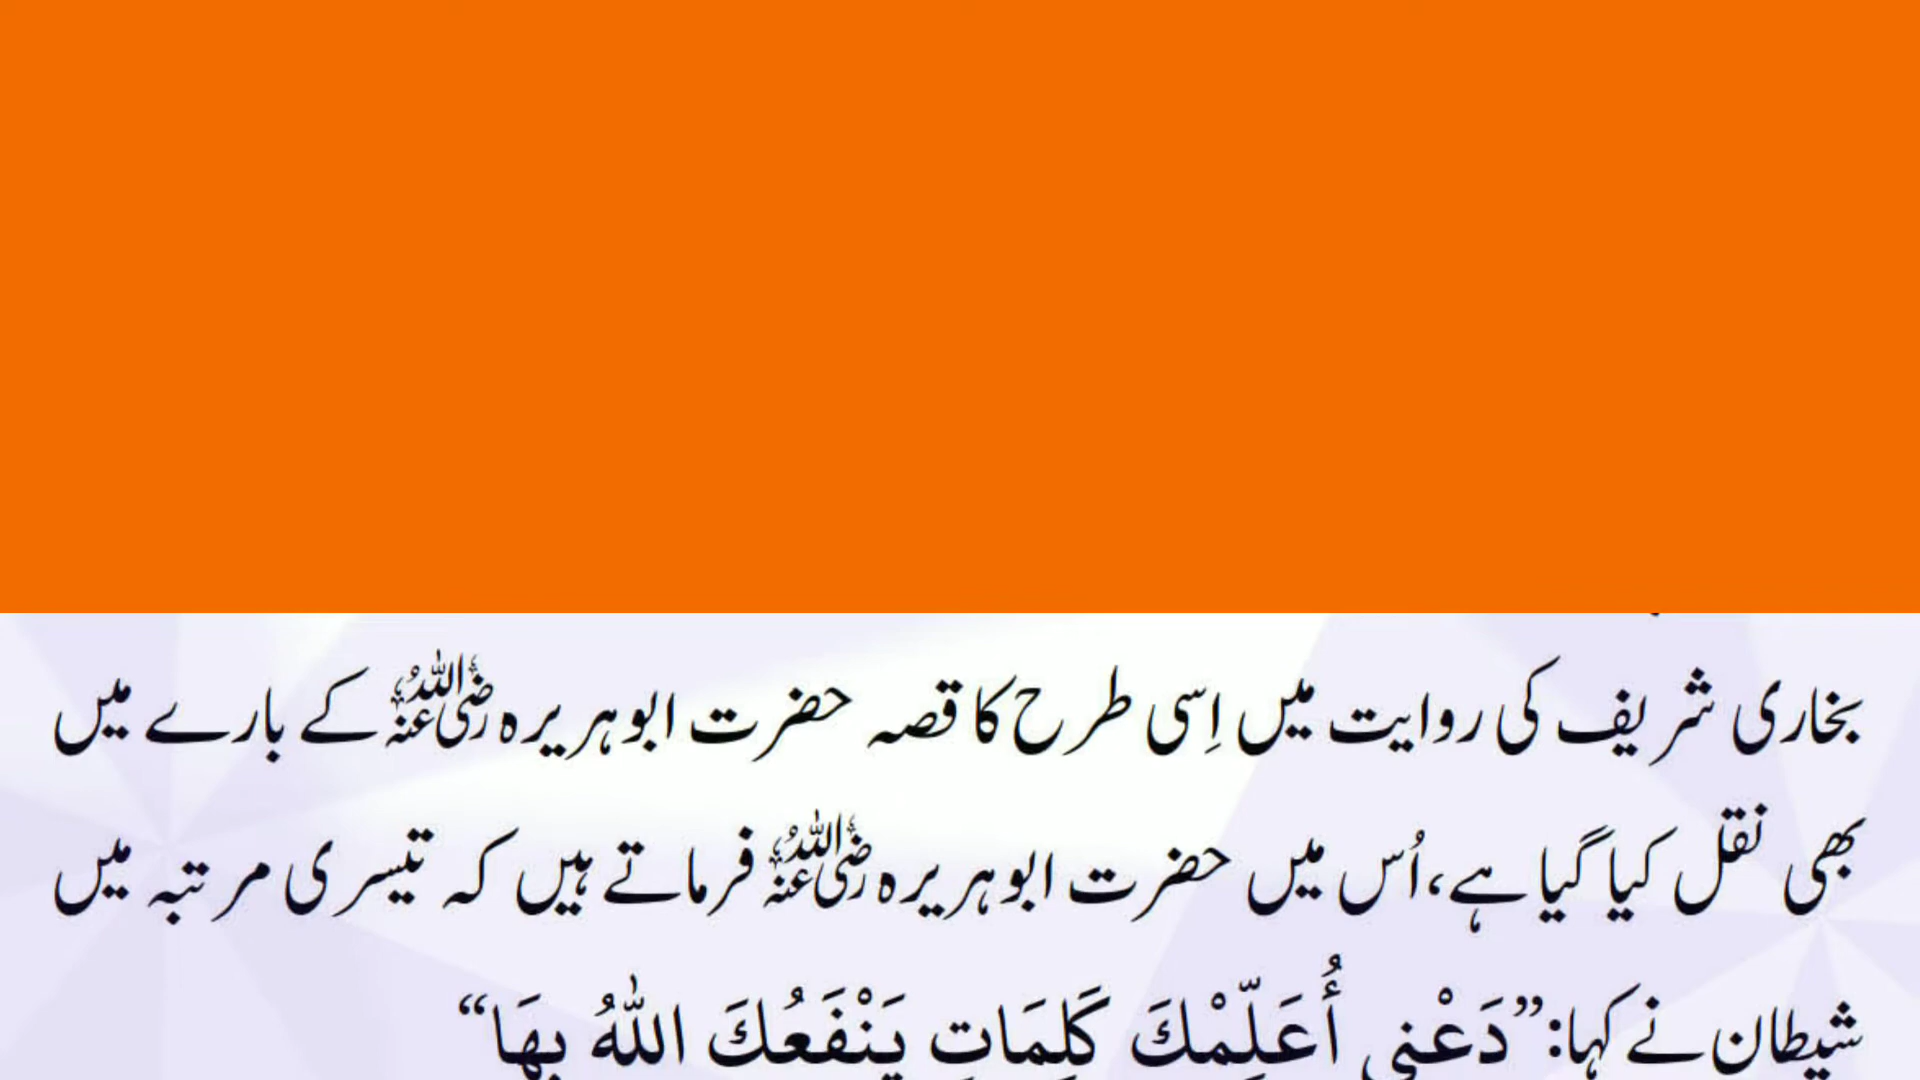 بخاری شریف کی روایت میں اِسی طرح کا قصہ حضرت ابوہریرہ رضی اللہ عنہ کے بارے میں
بھی نقل کیا گیا ہے، اُس میں حضرت ابوہریرہ رضی اللہ عنہ فرماتے ہیں کہ تیسری مرتبہ میں
شیطان نے کہا: ”دَعْنِي أُعَلِّمْكَ كَلِمَاتٍ يَنْفَعُكَ اللهُ بِهَا“